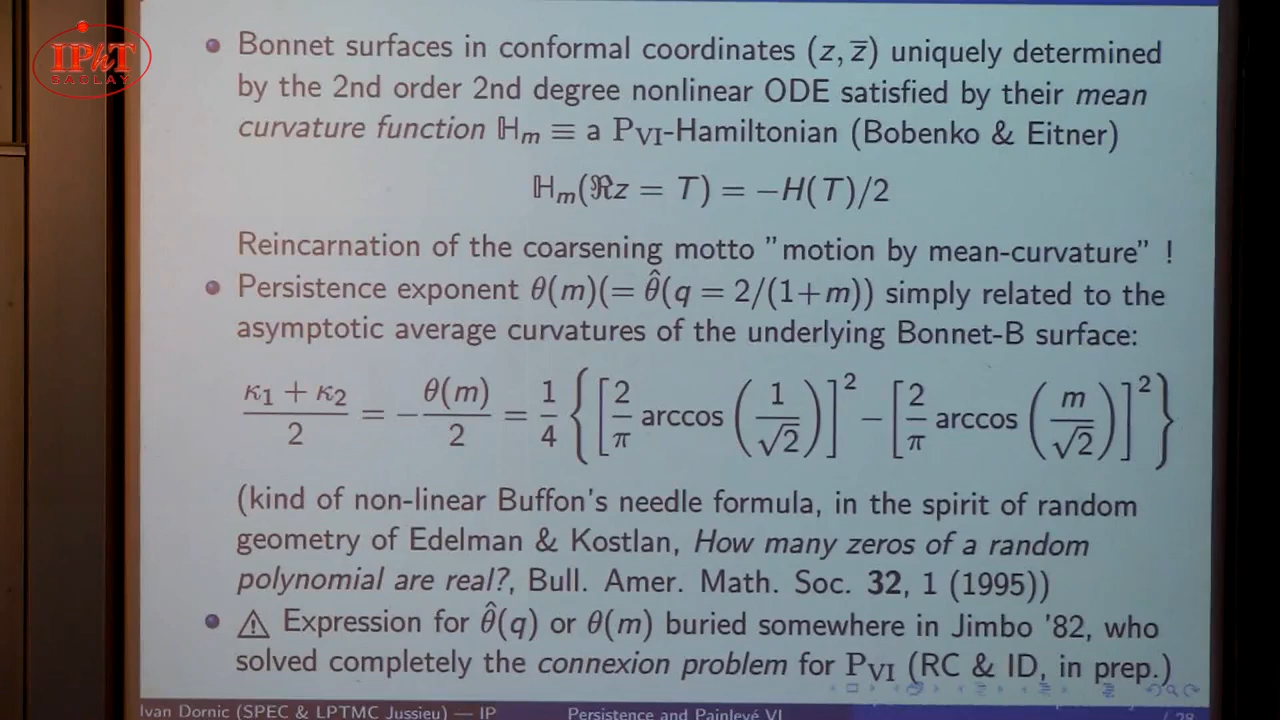 IPhT
SACLAY
Bonnet surfaces in conformal coordinates (z, z̅) uniquely determined
by the 2nd order 2nd degree nonlinear ODE satisfied by their mean
curvature function ℍₘ ≡ a P_VI-Hamiltonian (Bobenko & Eitner)
ℍₘ(ℜz = T) = −H(T)/2
Reincarnation of the coarsening motto "motion by mean-curvature" !
Persistence exponent θ(m)(= θ̂(q = 2/(1+m)) simply related to the
asymptotic average curvatures of the underlying Bonnet-B surface:
(κ₁ + κ₂)/2 = −θ(m)/2 = 1/4 {[2/π arccos (1/√2)]² − [2/π arccos (m/√2)]²}
(kind of non-linear Buffon's needle formula, in the spirit of random
geometry of Edelman & Kostlan, How many zeros of a random
polynomial are real?, Bull. Amer. Math. Soc. 32, 1 (1995))
⚠ Expression for θ̂(q) or θ(m) buried somewhere in Jimbo '82, who
solved completely the connexion problem for P_VI (RC & ID, in prep.)
Ivan Dornic (SPEC & LPTMC Jussieu) — IP Persistence and Painlevé VI